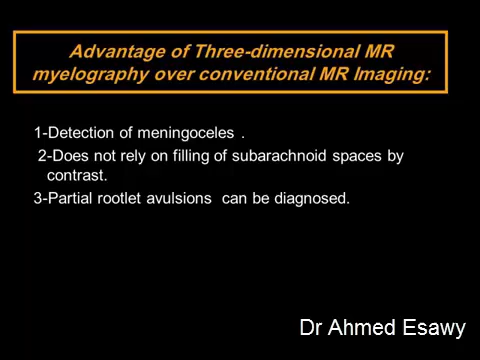 Advantage of Three-dimensional MR
myelography over conventional MR Imaging:
1-Detection of meningoceles .
2-Does not rely on filling of subarachnoid spaces by
contrast.
3-Partial rootlet avulsions can be diagnosed.
Dr Ahmed Esawy